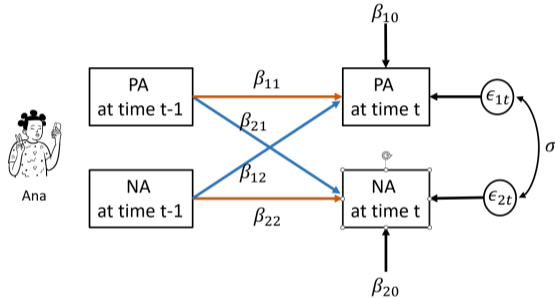 β₁₀
PA
at time t-1
β₁₁
PA
at time t
ϵ₁ₜ
β₂₁
σ
β₁₂
Ana
NA
at time t-1
β₂₂
NA
at time t
ϵ₂ₜ
β₂₀